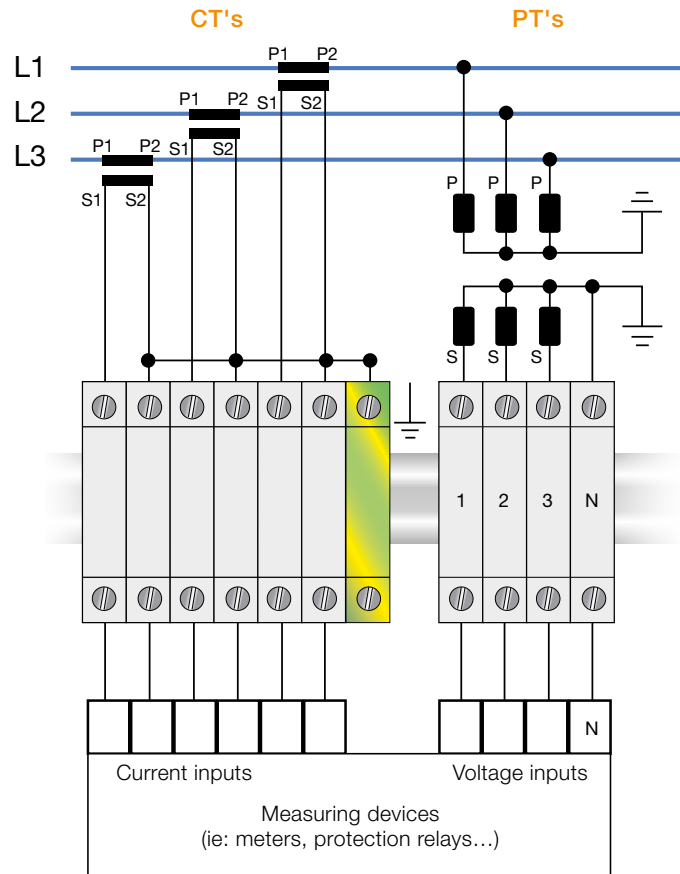 CT's PT's
P1 P2
L1
P1 P2 S1 S2
L2
P1 P2 S1 S2
L3
S1 S2
P P P
S S S
1 2 3 N
N
Current inputs Voltage inputs
Measuring devices
(ie: meters, protection relays...)